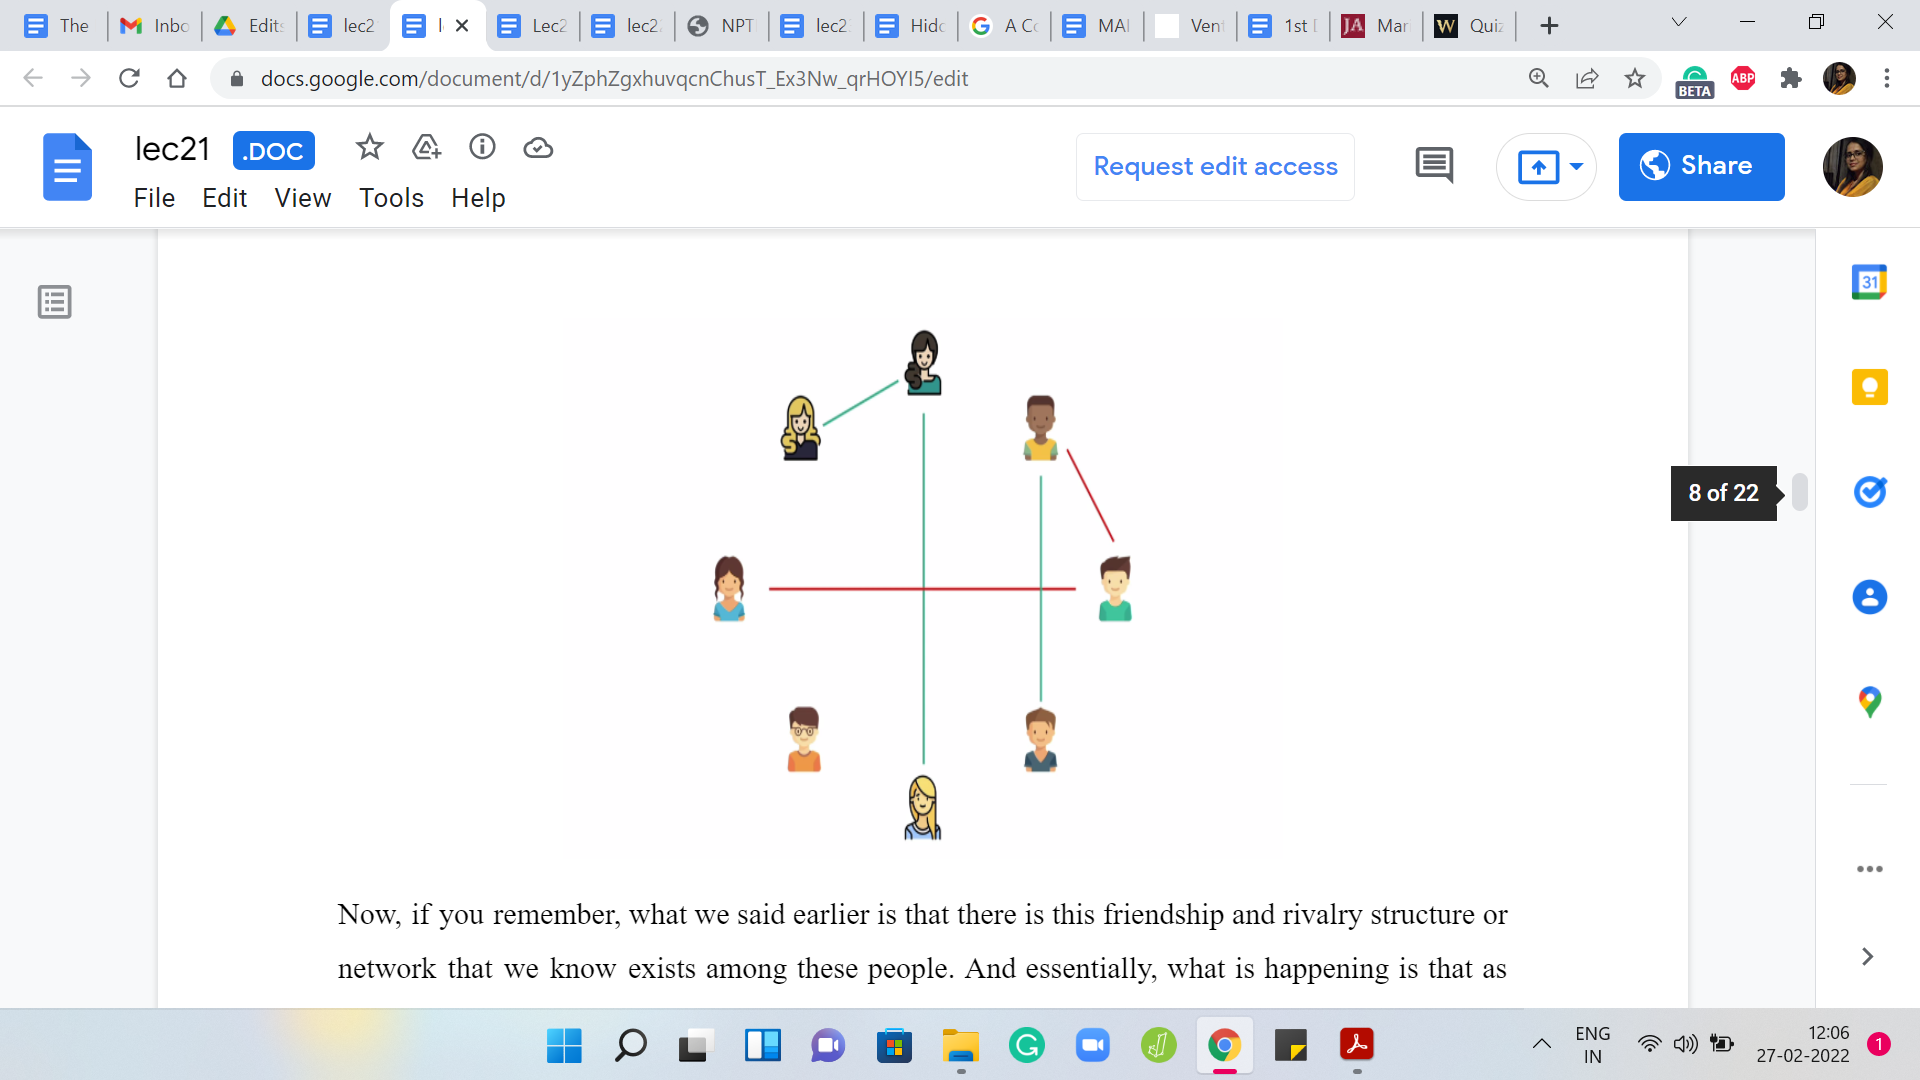 The
Inbo
Edits
lec2
l
Lec2
lec2
NPT
lec2
Hidd
A Co
MAI
Vent
1st D
Mari
Quiz
docs.google.com/document/d/1yZphZgxhuvqcnChusT_Ex3Nw_qrHOYI5/edit
BETA
ABP
lec21 .DOC
Request edit access
Share
File Edit View Tools Help
31
8 of 22
Now, if you remember, what we said earlier is that there is this friendship and rivalry structure or
network that we know exists among these people. And essentially, what is happening is that as
ENG
IN
12:06
27-02-2022
1